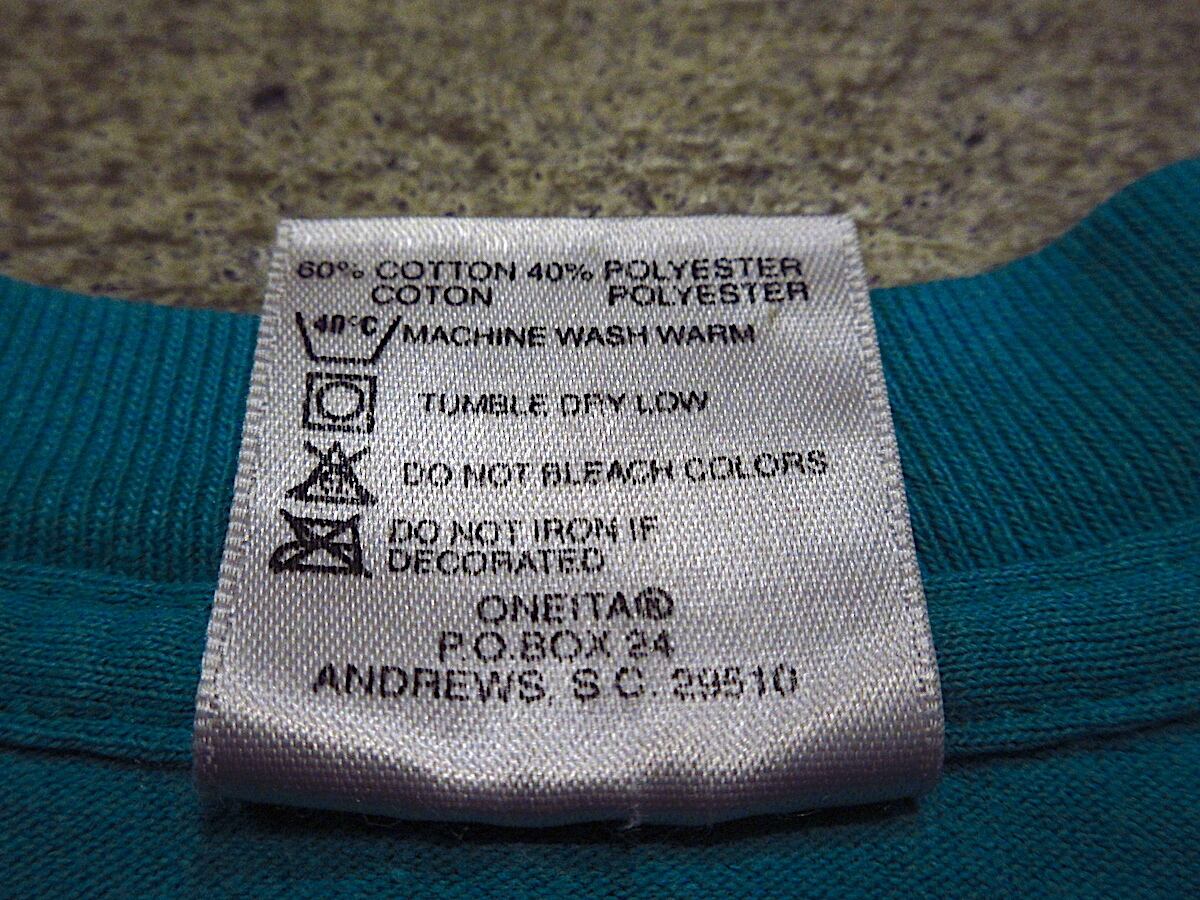 60% COTTON 40% POLYESTER
COTON POLYESTER
40°C MACHINE WASH WARM
TUMBLE DRY LOW
DO NOT BLEACH COLORS
DO NOT IRON IF
DECORATED
ONEITA®
P.O.BOX 24
ANDREWS, S.C. 29510